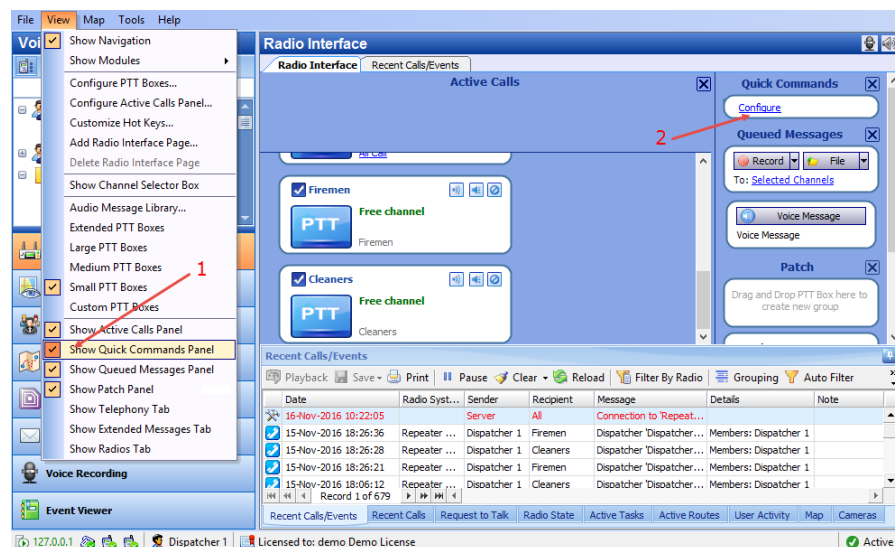 File View Map Tools Help
Voi
Show Navigation
Show Modules
Configure PTT Boxes...
Configure Active Calls Panel...
Customize Hot Keys...
Add Radio Interface Page...
Delete Radio Interface Page
Show Channel Selector Box
Audio Message Library...
Extended PTT Boxes
Large PTT Boxes
Medium PTT Boxes
1
Small PTT Boxes
Custom PTT Boxes
Show Active Calls Panel
Show Quick Commands Panel
Show Queued Messages Panel
Show Patch Panel
Show Telephony Tab
Show Extended Messages Tab
Show Radios Tab
Voice Recording
Event Viewer
Radio Interface
Radio Interface Recent Calls/Events
Active Calls
All Call
Firemen
PTT
Free channel
Firemen
Cleaners
PTT
Free channel
Cleaners
Quick Commands
Configure
2
Queued Messages
Record File
To: Selected Channels
Voice Message
Voice Message
Patch
Drag and Drop PTT Box here to
create new group
Recent Calls/Events
Playback Save Print Pause Clear Reload Filter By Radio Grouping Auto Filter
Date Radio Syst... Sender Recipient Message Details Note
16-Nov-2016 10:22:05 Server All Connection to 'Repeat...
15-Nov-2016 18:26:36 Repeater ... Dispatcher 1 Firemen Dispatcher 'Dispatcher... Members: Dispatcher 1
15-Nov-2016 18:26:28 Repeater ... Dispatcher 1 Cleaners Dispatcher 'Dispatcher... Members: Dispatcher 1
15-Nov-2016 18:26:21 Repeater ... Dispatcher 1 Firemen Dispatcher 'Dispatcher... Members: Dispatcher 1
15-Nov-2016 18:06:12 Repeater ... Dispatcher 1 Cleaners Dispatcher 'Dispatcher... Members: Dispatcher 1
Record 1 of 679
Recent Calls/Events Recent Calls Request to Talk Radio State Active Tasks Active Routes User Activity Map Cameras
127.0.0.1 Dispatcher 1 Licensed to: demo Demo License Active